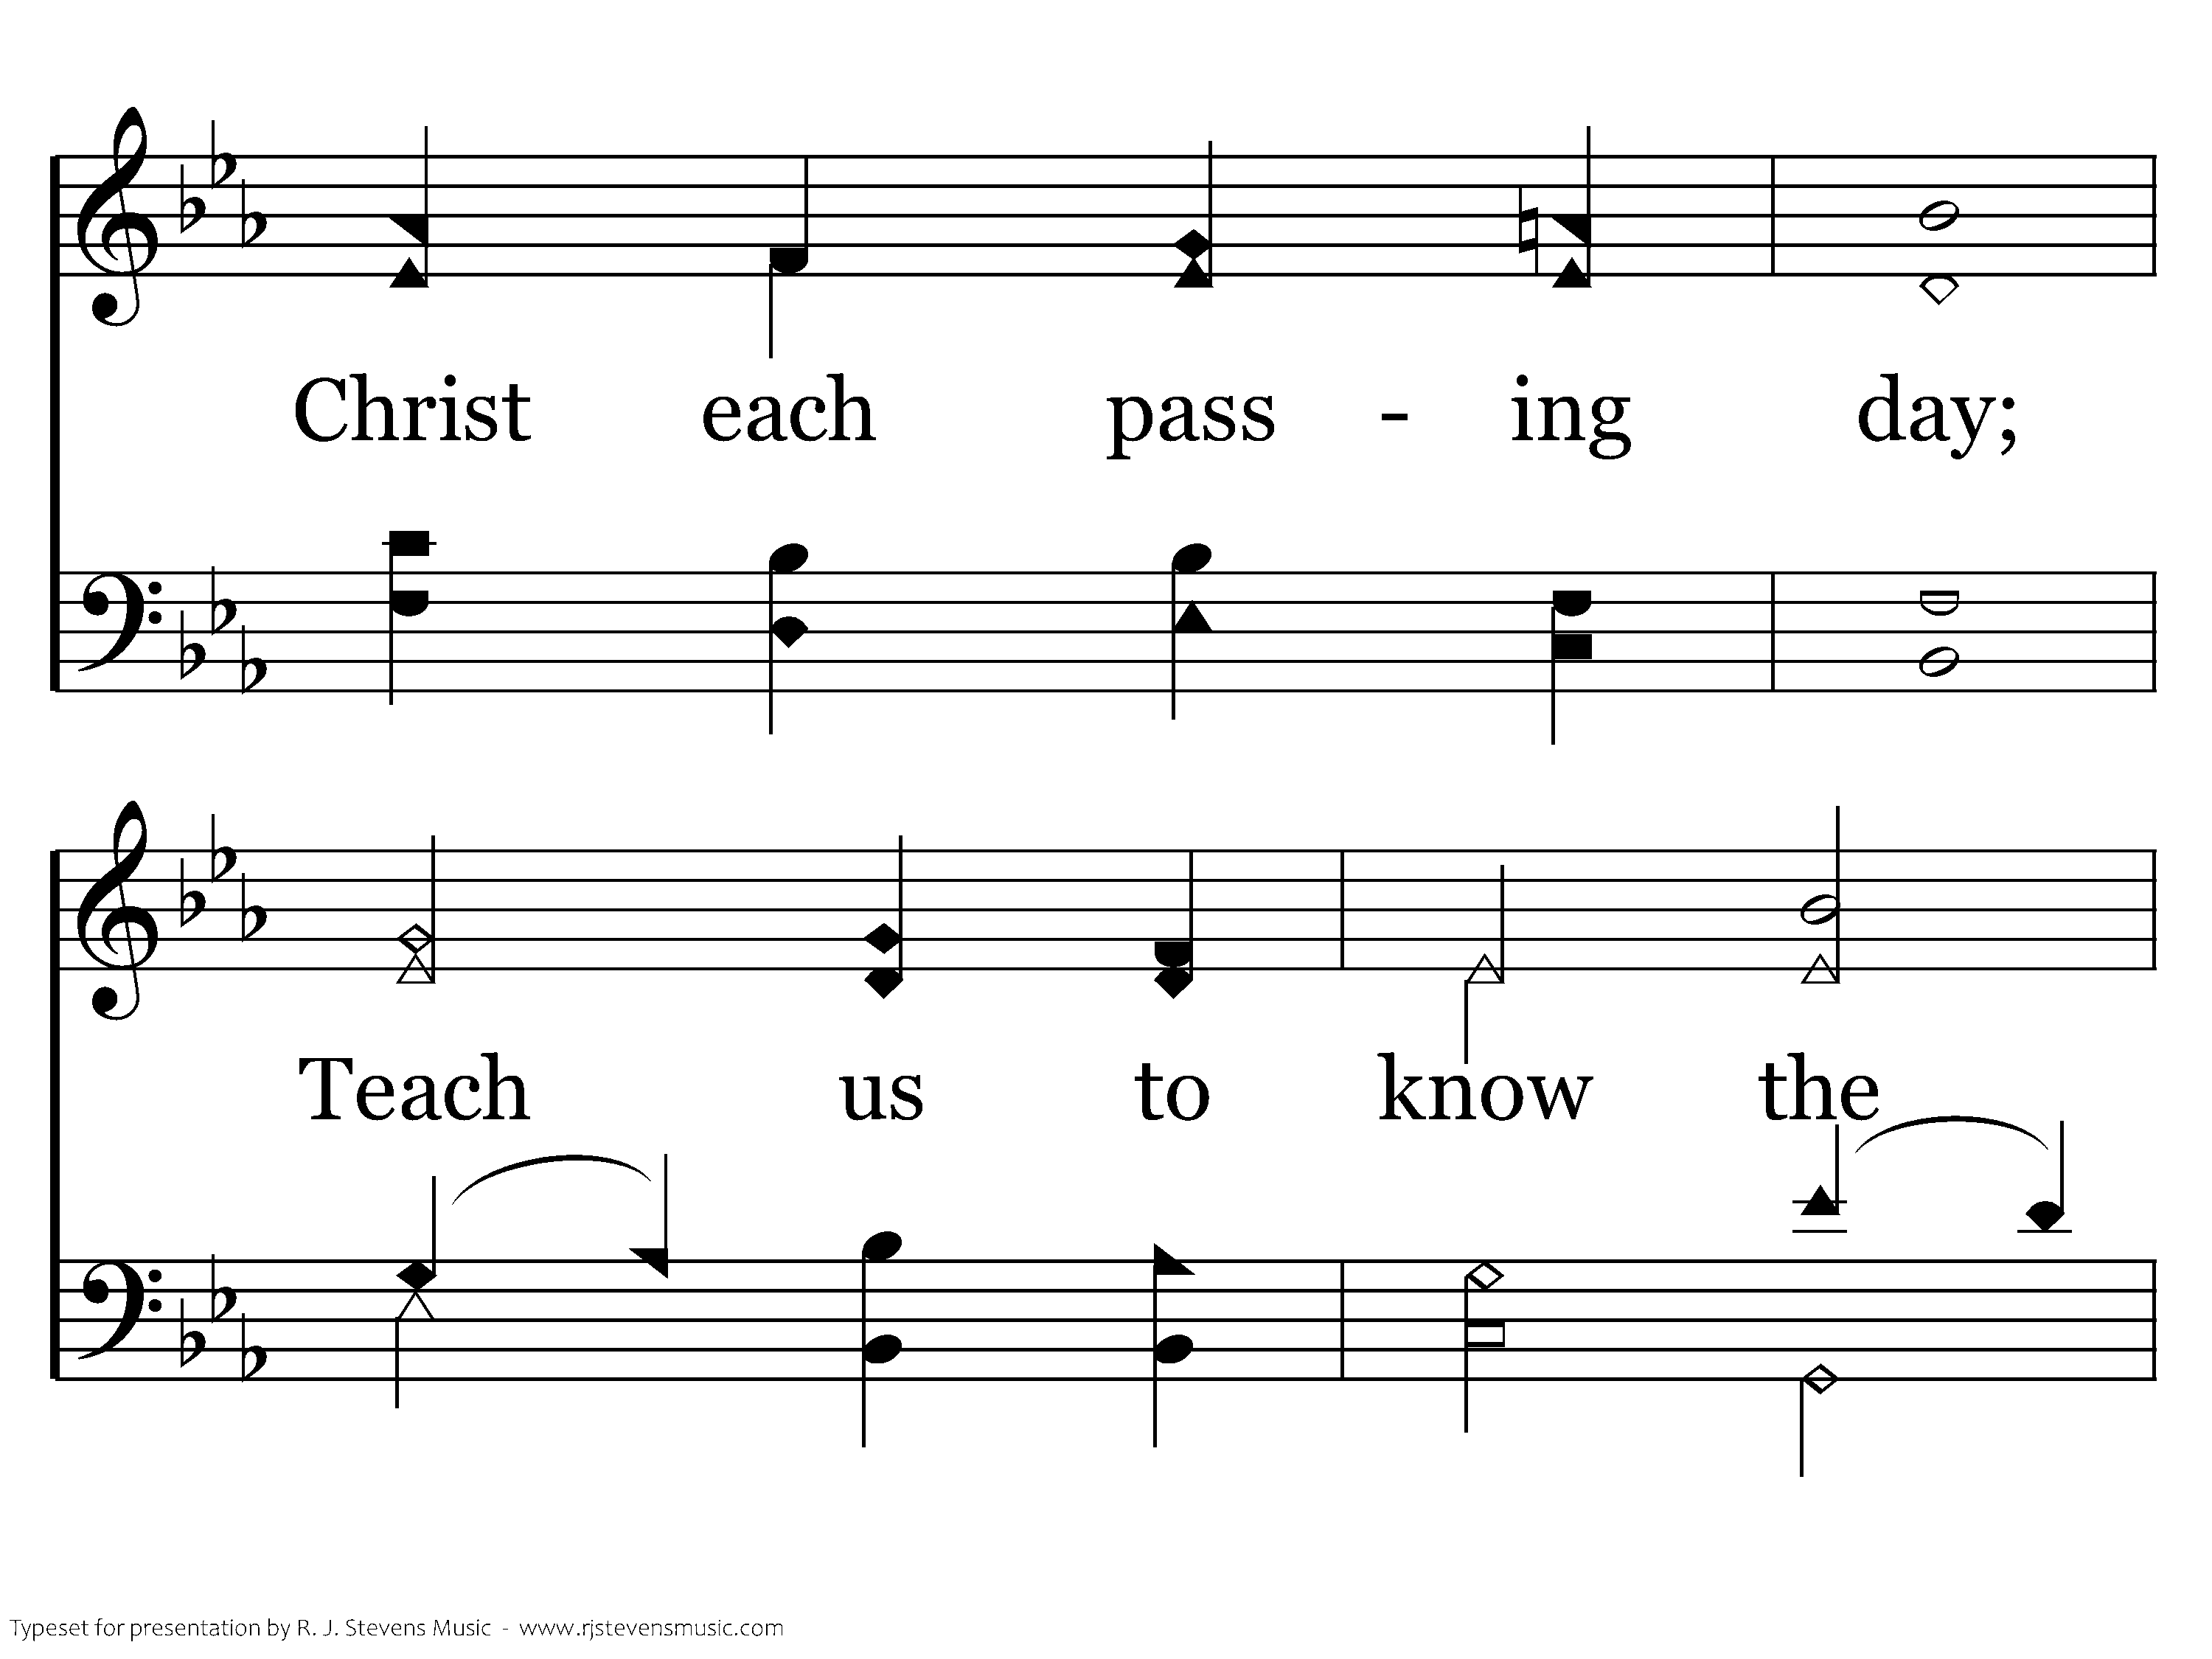 Christ each pass - ing day;
Teach us to know the
Typeset for presentation by R. J. Stevens Music - www.rjstevensmusic.com